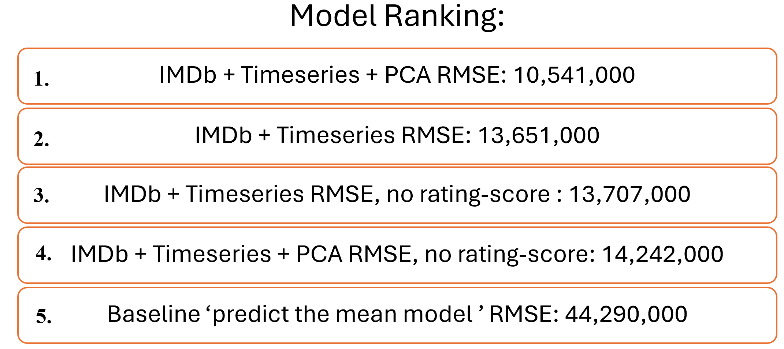 Model Ranking:
1. IMDb + Timeseries + PCA RMSE: 10,541,000
2. IMDb + Timeseries RMSE: 13,651,000
3. IMDb + Timeseries RMSE, no rating-score : 13,707,000
4. IMDb + Timeseries + PCA RMSE, no rating-score: 14,242,000
5. Baseline ‘predict the mean model ’ RMSE: 44,290,000